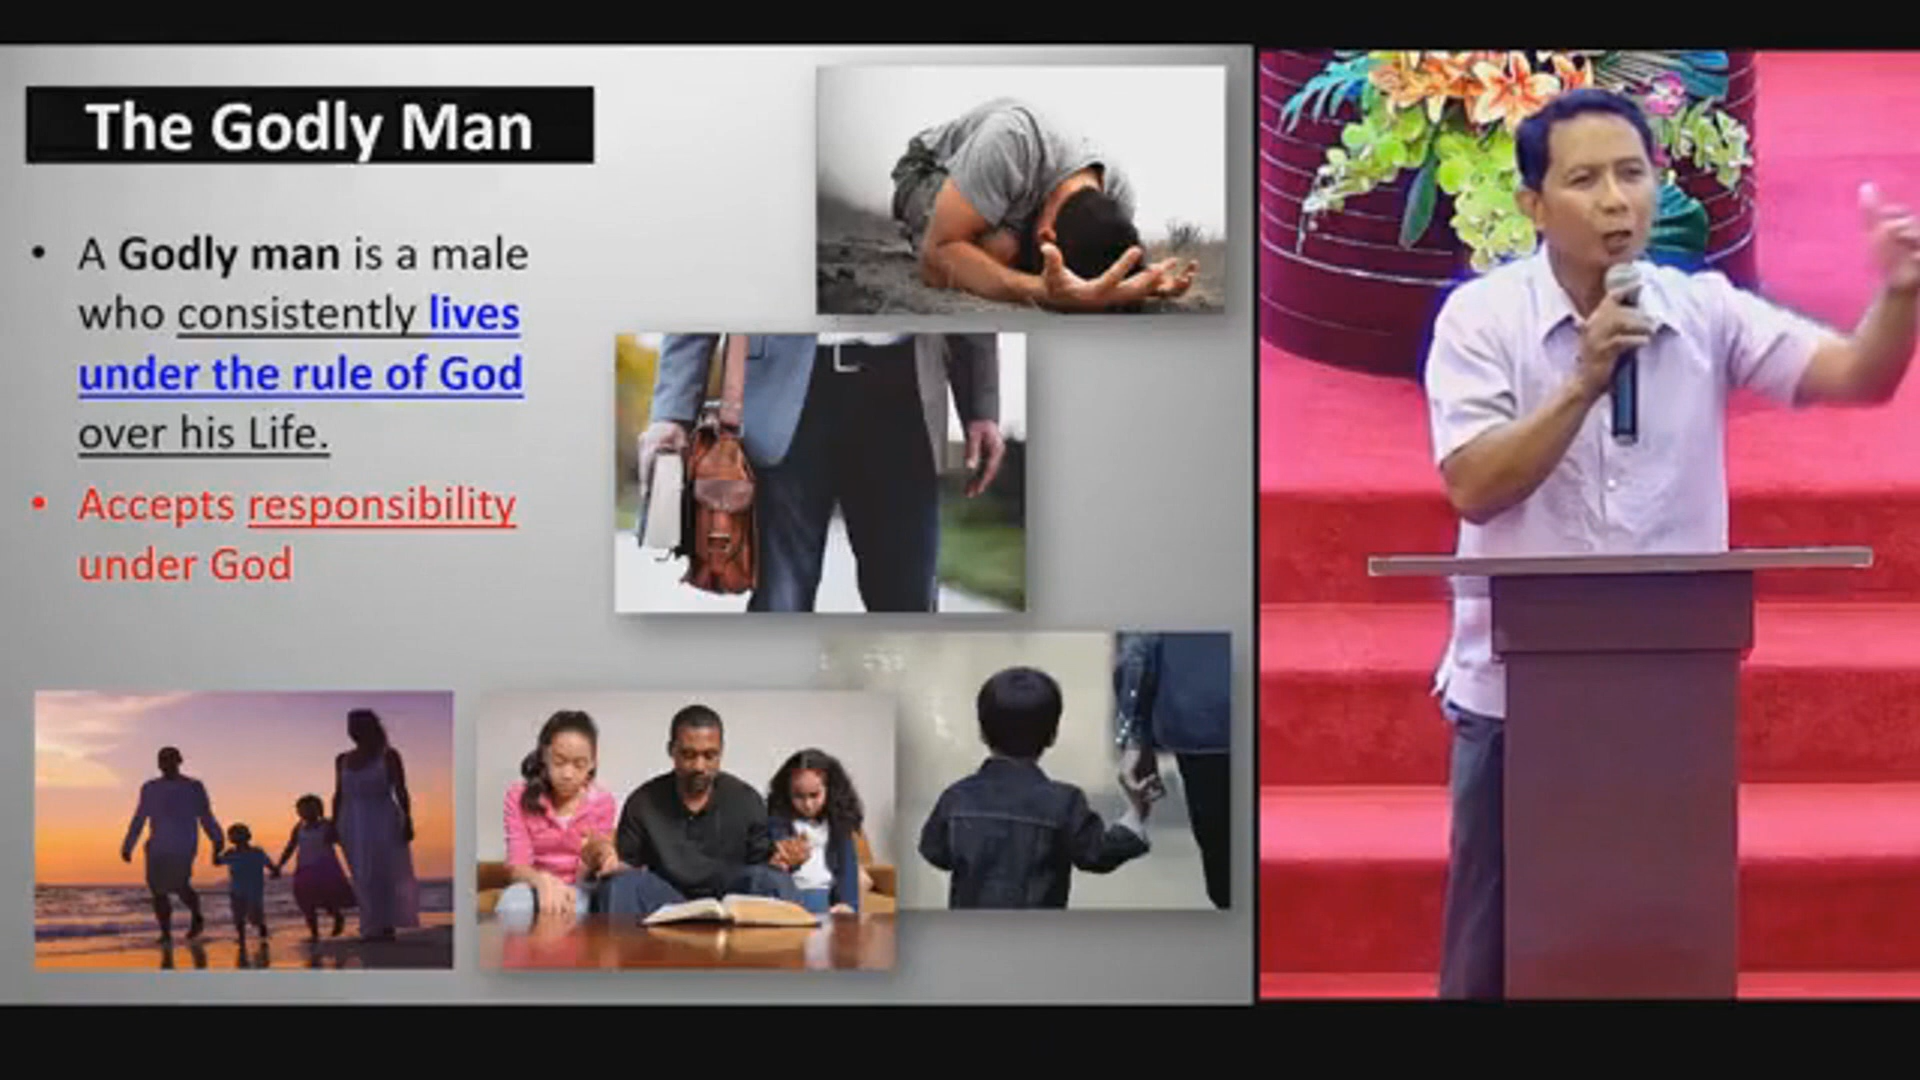 The Godly Man
• A Godly man is a male
who consistently lives
under the rule of God
over his Life.
• Accepts responsibility
under God